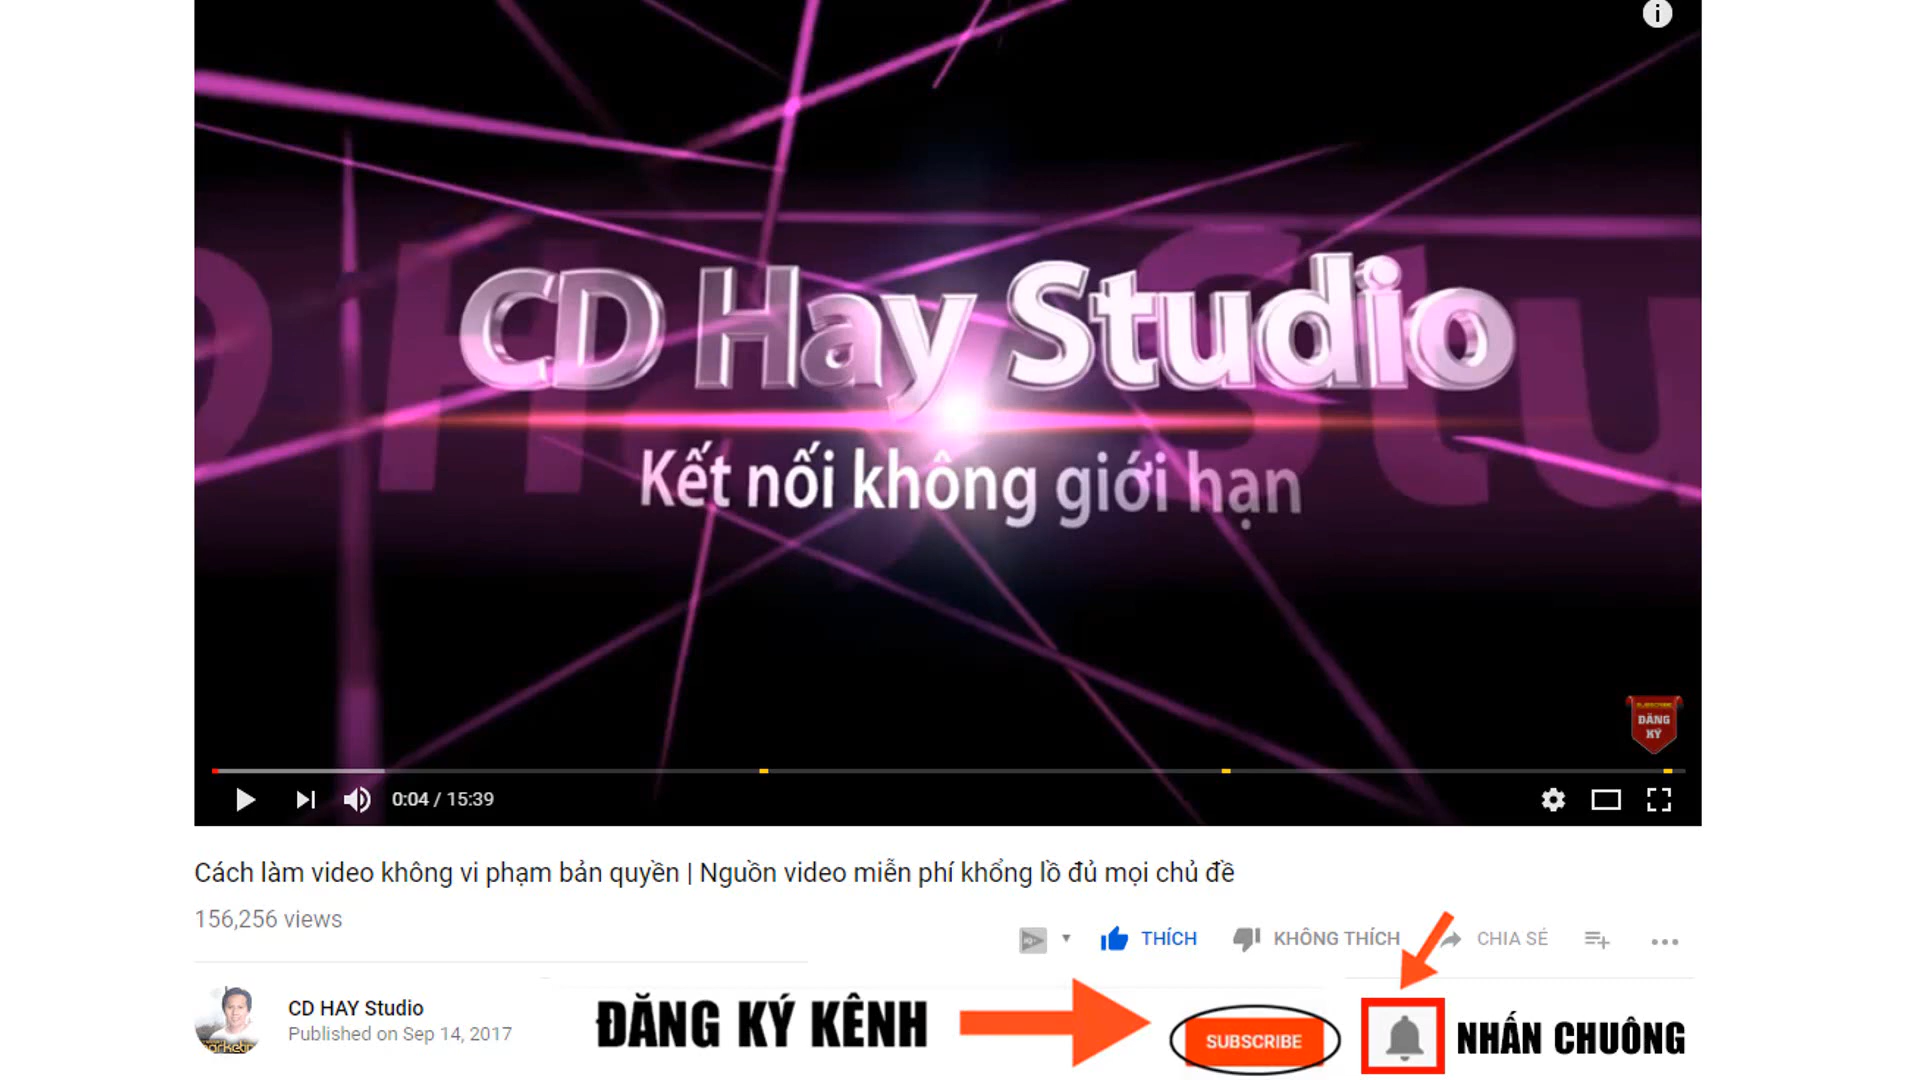 CD Hay Studio
Kết nối không giới hạn
SUBSCRIBE
ĐĂNG
KÝ
0:04 / 15:39
Cách làm video không vi phạm bản quyền | Nguồn video miễn phí khổng lồ đủ mọi chủ đề
156,256 views
THÍCH
KHÔNG THÍCH
CHIA SẺ
CD HAY Studio
Published on Sep 14, 2017
ĐĂNG KÝ KÊNH
SUBSCRIBE
NHẤN CHUÔNG